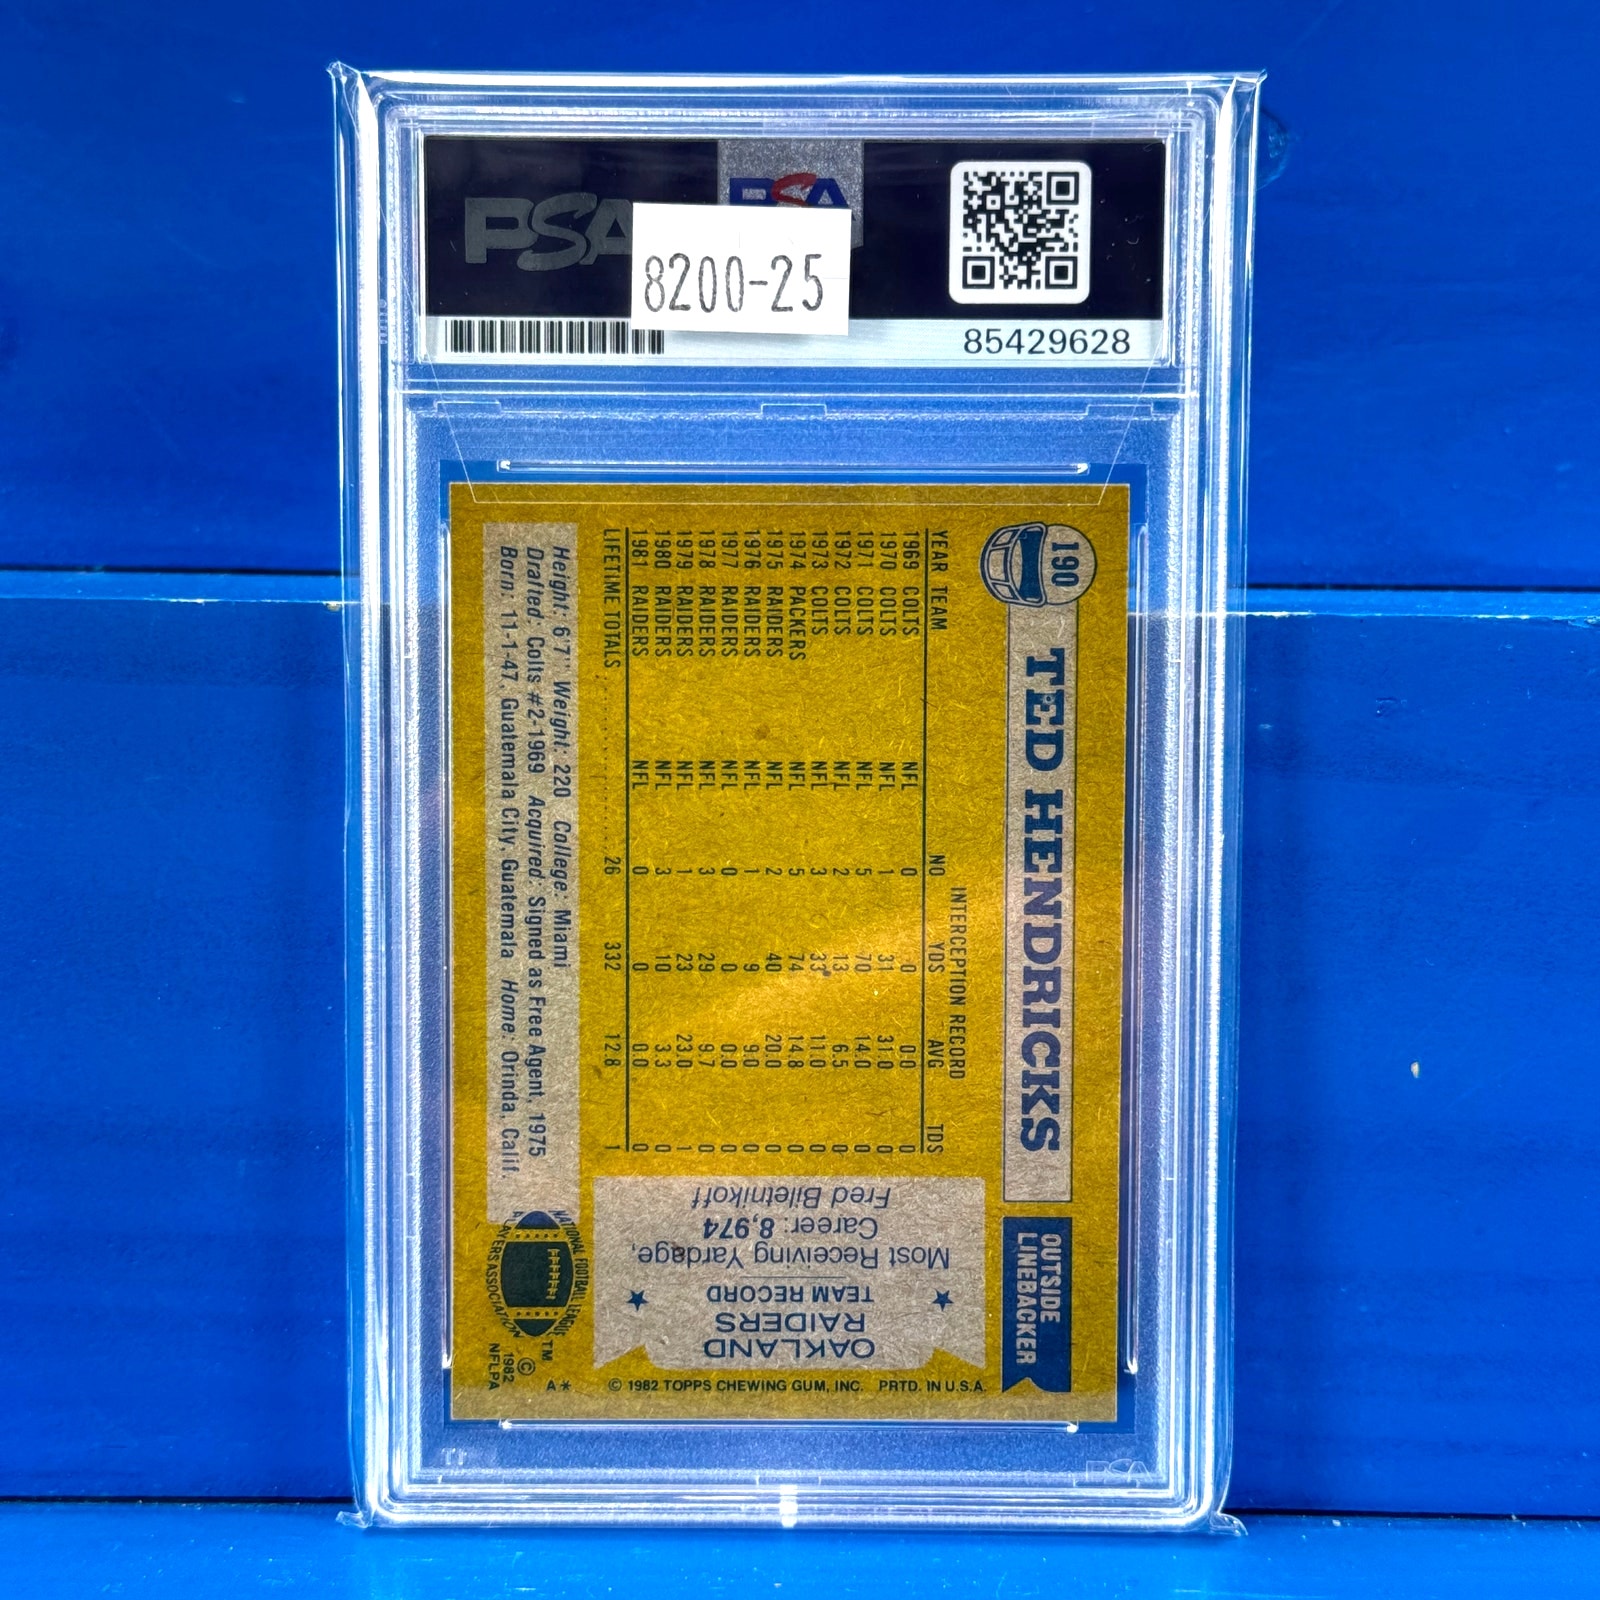 PSA
PSA
8200-25
85429628
190
TED HENDRICKS
OUTSIDE
LINEBACKER
INTERCEPTION RECORD
YEAR TEAM NO YDS AVG TDS
1969 COLTS NFL 0 0 0.0 0
1970 COLTS NFL 1 31 31.0 0
1971 COLTS NFL 5 70 14.0 0
1972 COLTS NFL 2 13 6.5 0
1973 COLTS NFL 3 33 11.0 0
1974 PACKERS NFL 5 74 14.8 0
1975 RAIDERS NFL 2 40 20.0 0
1976 RAIDERS NFL 1 9 9.0 0
1977 RAIDERS NFL 0 0 0.0 0
1978 RAIDERS NFL 3 29 9.7 0
1979 RAIDERS NFL 1 23 23.0 1
1980 RAIDERS NFL 3 10 3.3 0
1981 RAIDERS NFL 0 0 0.0 0
LIFETIME TOTALS 26 332 12.8 1
Height: 6'7" Weight: 220 College: Miami
Drafted: Colts #2-1969 Acquired: Signed as Free Agent, 1975
Born: 11-1-47, Guatemala City, Guatemala Home: Orinda, Calif.
OAKLAND
RAIDERS
TEAM RECORD
Most Receiving Yardage,
Career: 8,974
Fred Biletnikoff
NATIONAL FOOTBALL LEAGUE
PLAYERS ASSOCIATION
TM
© 1982
NFLPA
A*
© 1982 TOPPS CHEWING GUM, INC. PRTD. IN U.S.A.
PSA